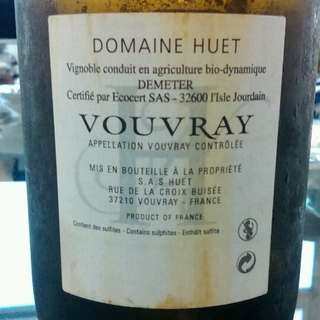 DOMAINE HUET
Vignoble conduit en agriculture bio-dynamique
DEMETER
Certifié par Ecocert SAS - 32600 l'Isle Jourdain
VOUVRAY
APPELLATION VOUVRAY CONTRÔLÉE
MIS EN BOUTEILLE À LA PROPRIÉTÉ
S.A.S HUET
RUE DE LA CROIX BUISÉE
37210 VOUVRAY - FRANCE
PRODUCT OF FRANCE
Contient des sulfites - Contains sulphites - Enthält sulfite